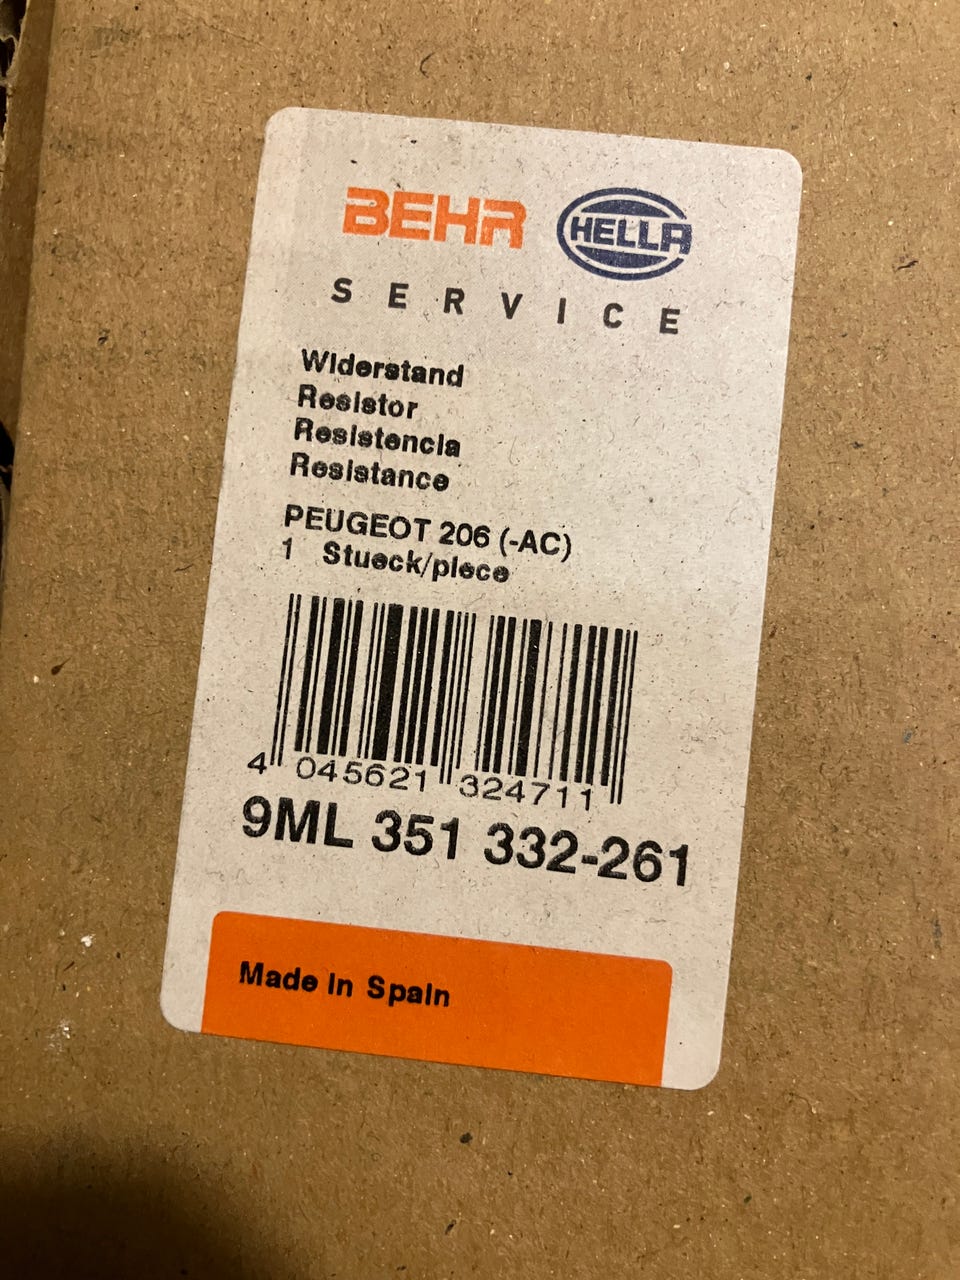 BEHR HELLA
SERVICE
Widerstand
Resistor
Resistencia
Resistance
PEUGEOT 206 (-AC)
1 Stueck/piece
4 045621 324711
9ML 351 332-261
Made in Spain